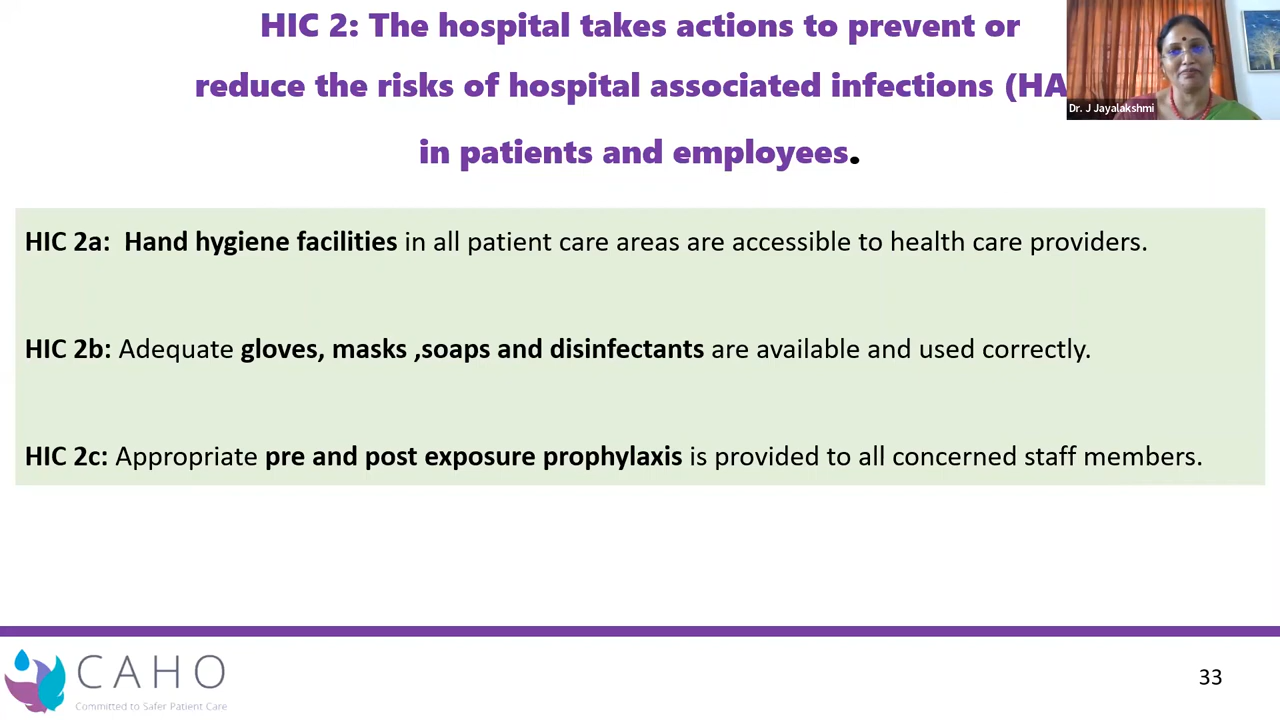 HIC 2: The hospital takes actions to prevent or
reduce the risks of hospital associated infections (HA
in patients and employees.
Dr. J Jayalakshmi
HIC 2a: Hand hygiene facilities in all patient care areas are accessible to health care providers.
HIC 2b: Adequate gloves, masks ,soaps and disinfectants are available and used correctly.
HIC 2c: Appropriate pre and post exposure prophylaxis is provided to all concerned staff members.
CAHO
Committed to Safer Patient Care
33